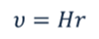 υ = Hr